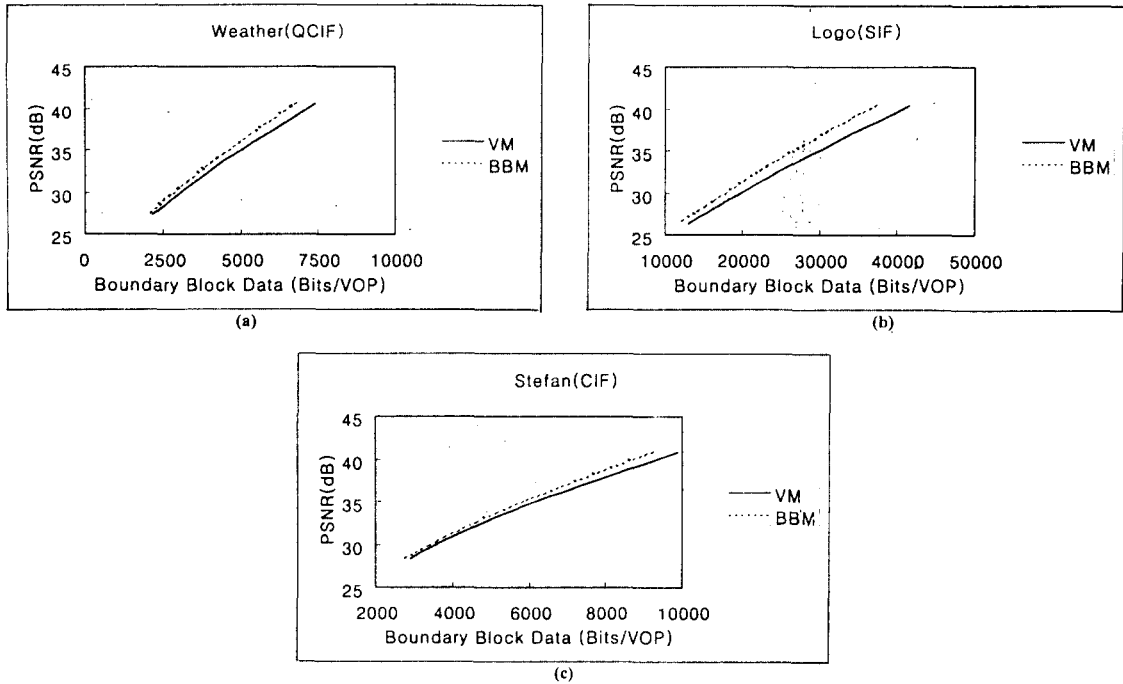 Weather(QCIF)
45
40
35
30
25
PSNR(dB)
0 2500 5000 7500 10000
Boundary Block Data (Bits/VOP)
VM
BBM
(a)
Logo(SIF)
45
40
35
30
25
PSNR(dB)
10000 20000 30000 40000 50000
Boundary Block Data (Bits/VOP)
VM
BBM
(b)
Stefan(CIF)
45
40
35
30
25
PSNR(dB)
2000 4000 6000 8000 10000
Boundary Block Data (Bits/VOP)
VM
BBM
(c)